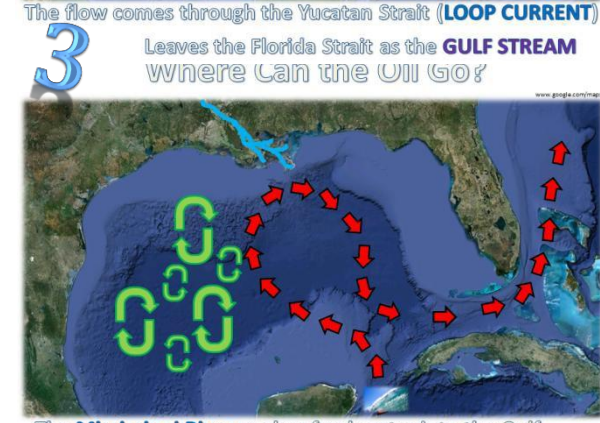 The flow comes through the Yucatan Strait (LOOP CURRENT)
3
Leaves the Florida Strait as the GULF STREAM
Where Can the Oil Go?
www.google.com/maps